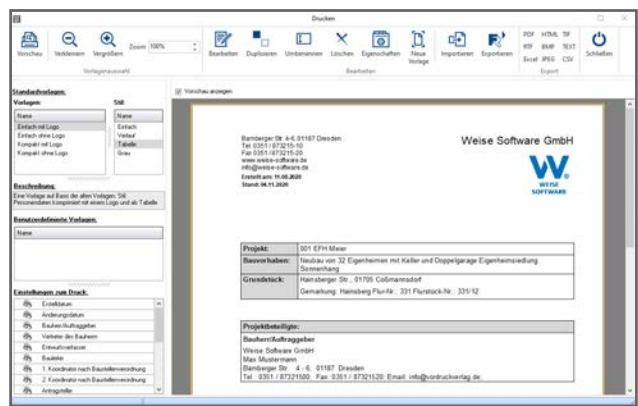 Drucken
Vorschau Verkleinern Vergrößern Zoom 100%
Vorlagenauswahl
Bearbeiten Duplizieren Umbenennen Löschen Eigenschaften Neue Vorlage Importieren Exportieren
Bearbeiten
PDF HTML TIF
RTF BMP TEXT
Excel JPEG CSV
Export
Schließen
Standardvorlagen:
Vorlagen: Stil
Name Name
Einfach mit Logo Einfach
Einfach ohne Logo Verlauf
Kompakt mit Logo Tabelle
Kompakt ohne Logo Grau
Beschreibung:
Eine Vorlage auf Basis der alten Vorlagen. Stil
Personendaten komprimiert mit einem Logo und als Tabelle.
Benutzerdefinierte Vorlagen:
Name
Einstellungen zum Druck:
Erstelldatum
Änderungsdatum
Bauherr/Auftraggeber
Vertreter des Bauherrn
Entwurfsverfasser
Bauleiter
1. Koordinator nach Baustellenverordnung
2. Koordinator nach Baustellenverordnung
Antragsteller
Vorschau anzeigen
Bamberger Str. 4-6, 01187 Dresden
Tel. 0351 / 873215-10
Fax 0351 / 873215-20
www.weise-software.de
info@weise-software.de
Erstellt am: 11.08.2020
Stand: 04.11.2020
Weise Software GmbH
WEISE
SOFTWARE
Projekt: 001 EFH Meier
Bauvorhaben: Neubau von 32 Eigenheimen mit Keller und Doppelgarage Eigenheimsiedlung
Sonnenhang
Grundstück: Hainsberger Str., 01705 Coßmannsdorf
Gemarkung: Hainsberg Flur-Nr.: 331 Flurstück-Nr.: 331/12
Projektbeteiligte:
Bauherr/Auftraggeber
Weise Software GmbH
Max Mustermann
Bamberger Str. 4 - 6, 01187 Dresden
Tel.: 0351 / 87321500; Fax: 0351 / 87321520; Email: info@vordruckverlag.de;